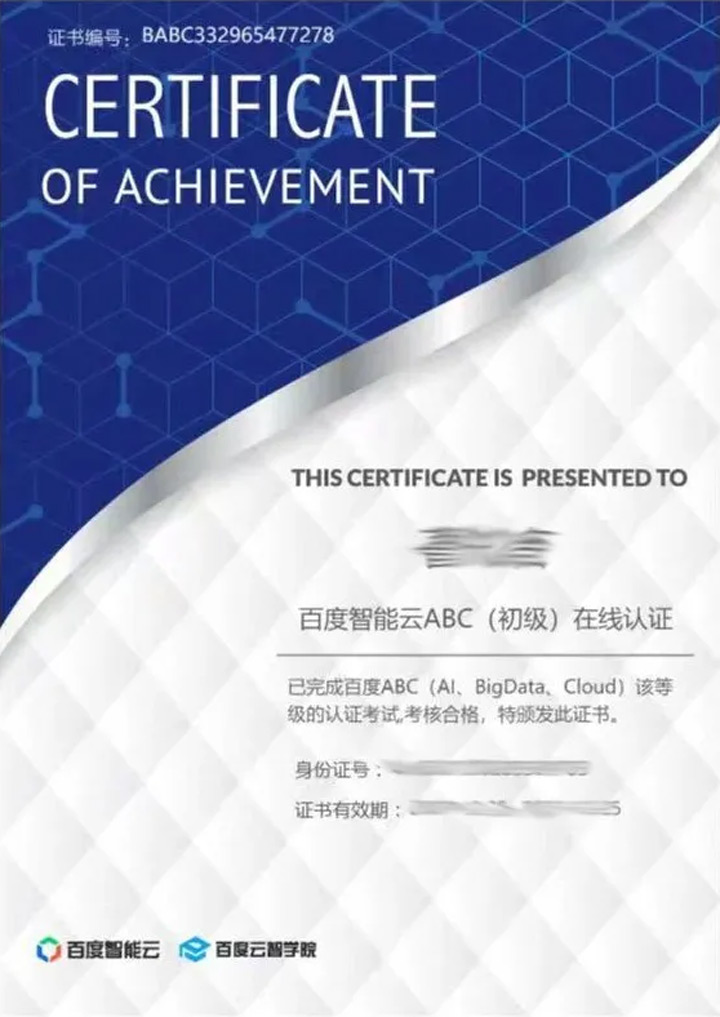 证书编号：BABC332965477278
CERTIFICATE
OF ACHIEVEMENT
THIS CERTIFICATE IS PRESENTED TO
百度智能云ABC（初级）在线认证
已完成百度ABC（AI、BigData、Cloud）该等
级的认证考试,考核合格，特颁发此证书。
身份证号：
证书有效期：
百度智能云 百度云智学院